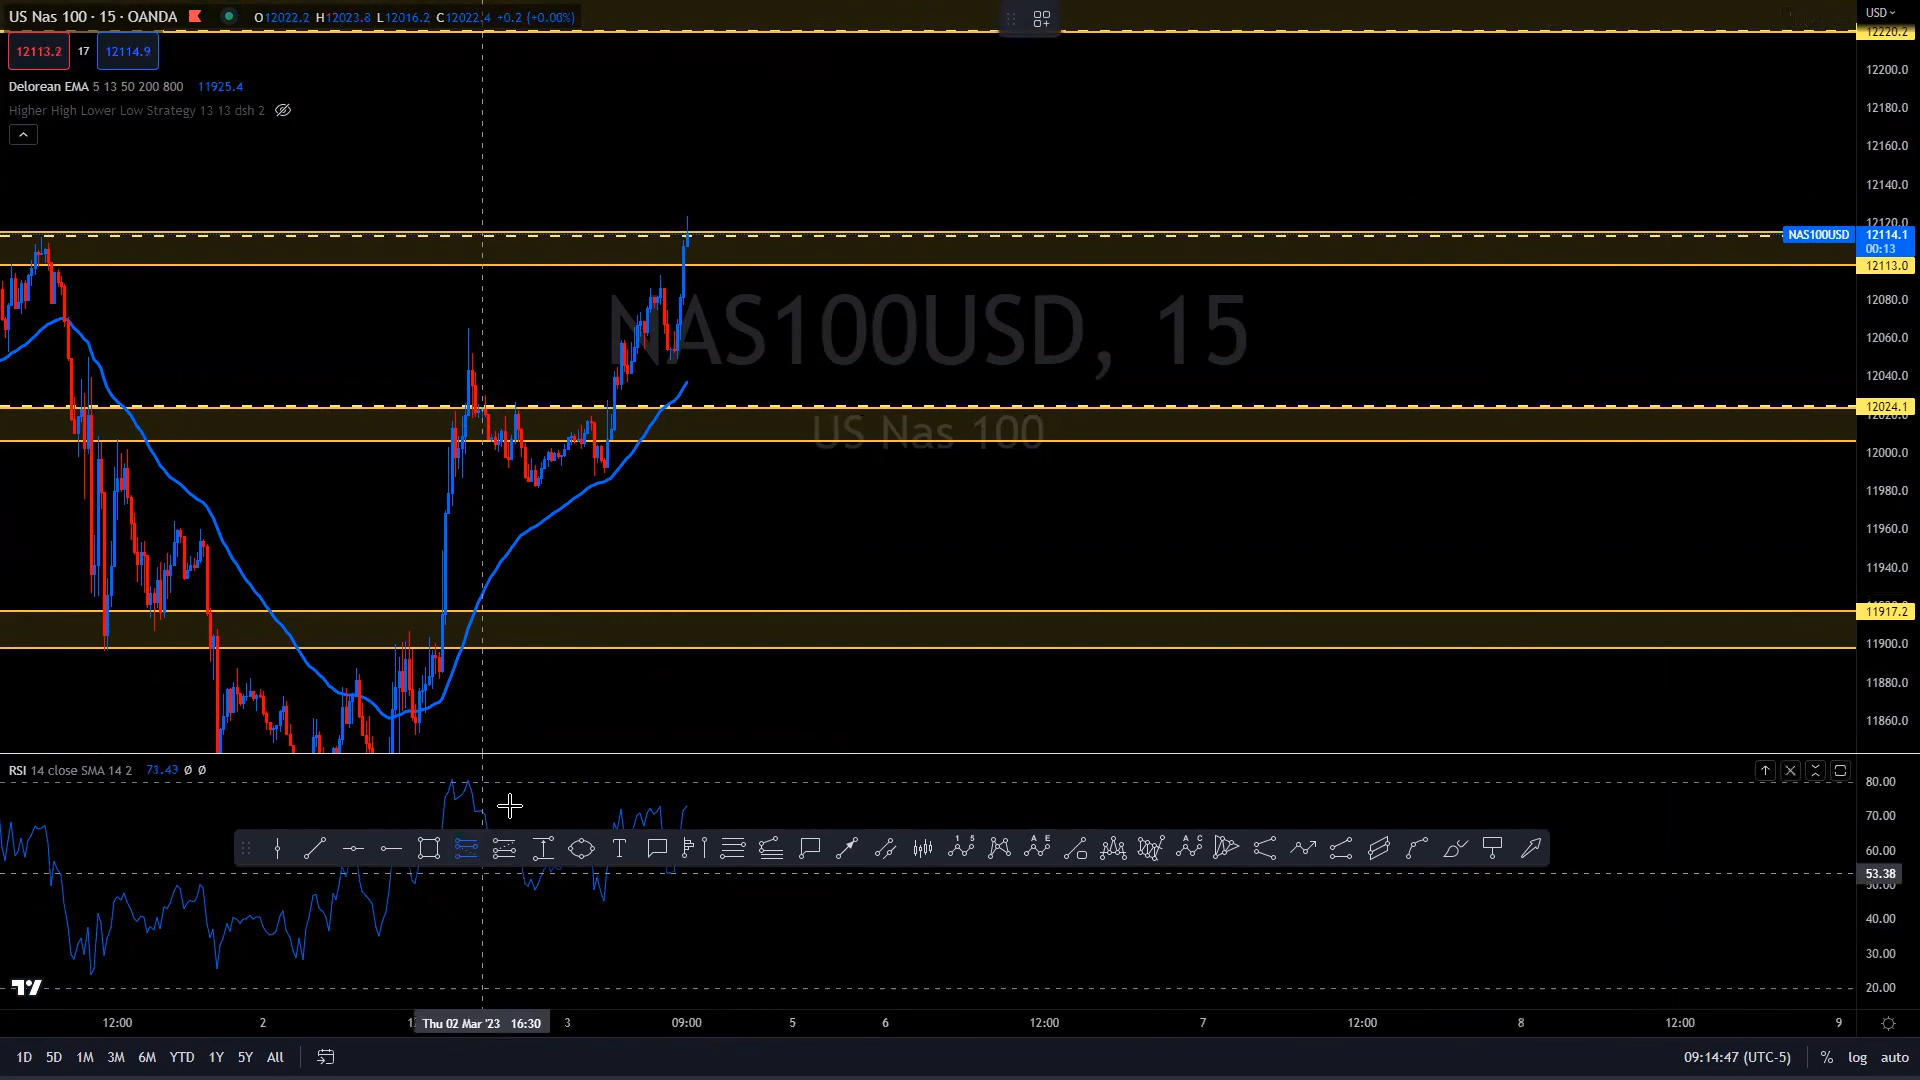 US Nas 100 · 15 · OANDA O12022.2 H12023.8 L12016.2 C12022.4 +0.2 (+0.00%)
USD
12220.2
12113.2 17 12114.9
12200.0
Delorean EMA 5 13 50 200 800 11925.4
12180.0
Higher High Lower Low Strategy 13 13 dsh 2
12160.0
12140.0
12120.0
NAS100USD 12114.1
00:13
12113.0
12080.0
NAS100USD, 15
12060.0
12040.0
12024.1
US Nas 100
12000.0
11980.0
11960.0
11940.0
11917.2
11900.0
11880.0
11860.0
RSI 14 close SMA 14 2 71.43 Ø Ø
80.00
70.00
60.00
53.38
50.00
40.00
30.00
20.00
12:00 2 Thu 02 Mar '23 16:30 3 09:00 5 6 12:00 7 12:00 8 12:00 9
1D 5D 1M 3M 6M YTD 1Y 5Y All 09:14:47 (UTC-5) % log auto